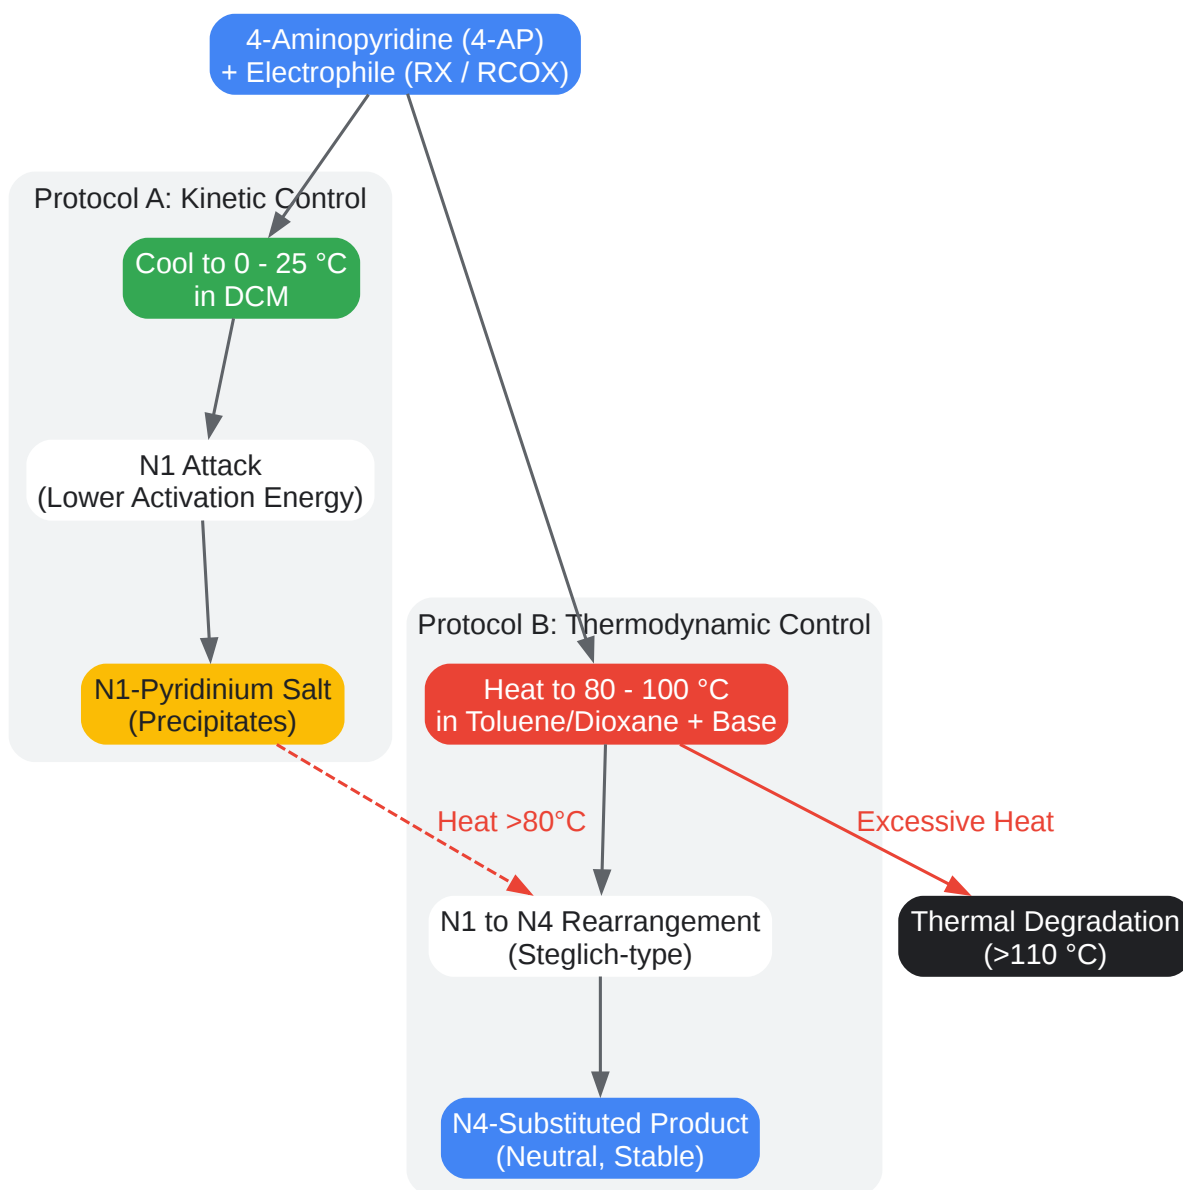 4-Aminopyridine (4-AP)
+ Electrophile (RX / RCOX)
Protocol A: Kinetic Control
Cool to 0 - 25 °C
in DCM
N1 Attack
(Lower Activation Energy)
N1-Pyridinium Salt
(Precipitates)
Protocol B: Thermodynamic Control
Heat to 80 - 100 °C
in Toluene/Dioxane + Base
Heat >80°C
Excessive Heat
N1 to N4 Rearrangement
(Steglich-type)
Thermal Degradation
(>110 °C)
N4-Substituted Product
(Neutral, Stable)